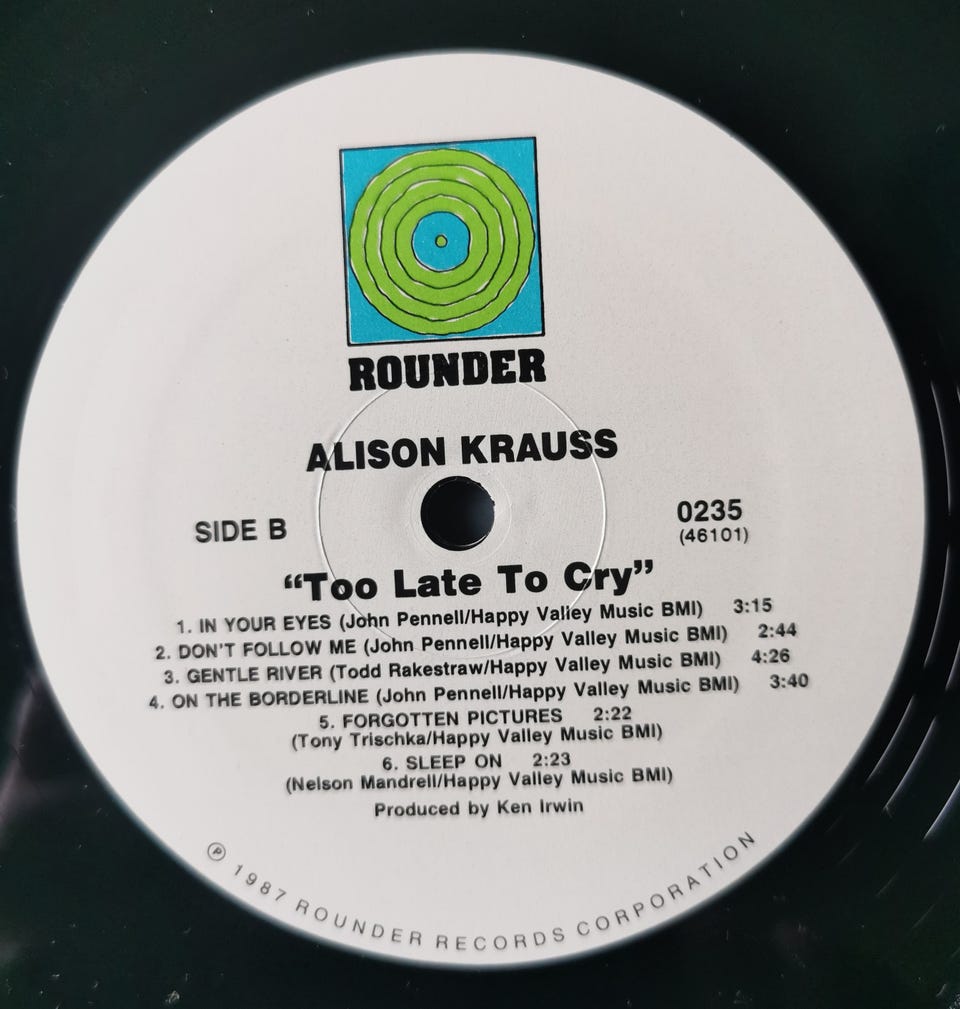 ROUNDER
ALISON KRAUSS
SIDE B
0235
(46101)
“Too Late To Cry”
1. IN YOUR EYES (John Pennell/Happy Valley Music BMI) 3:15
2. DON'T FOLLOW ME (John Pennell/Happy Valley Music BMI) 2:44
3. GENTLE RIVER (Todd Rakestraw/Happy Valley Music BMI) 4:26
4. ON THE BORDERLINE (John Pennell/Happy Valley Music BMI) 3:40
5. FORGOTTEN PICTURES 2:22
(Tony Trischka/Happy Valley Music BMI)
6. SLEEP ON 2:23
(Nelson Mandrell/Happy Valley Music BMI)
Produced by Ken Irwin
℗ 1987 ROUNDER RECORDS CORPORATION